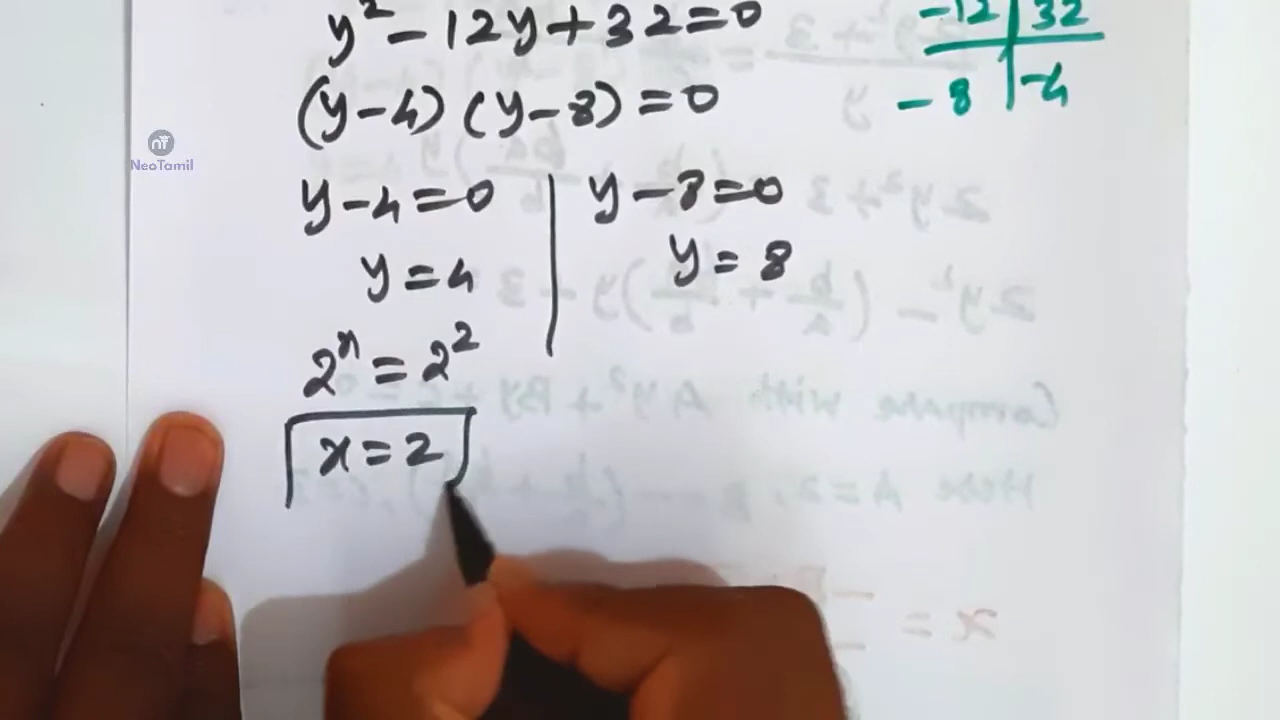 y² - 12y + 32 = 0
-12 | 32
(y - 4) (y - 8) = 0
-8 | -4
NeoTamil
y - 4 = 0 | y - 8 = 0
y = 4 | y = 8
2ˣ = 2²
x = 2